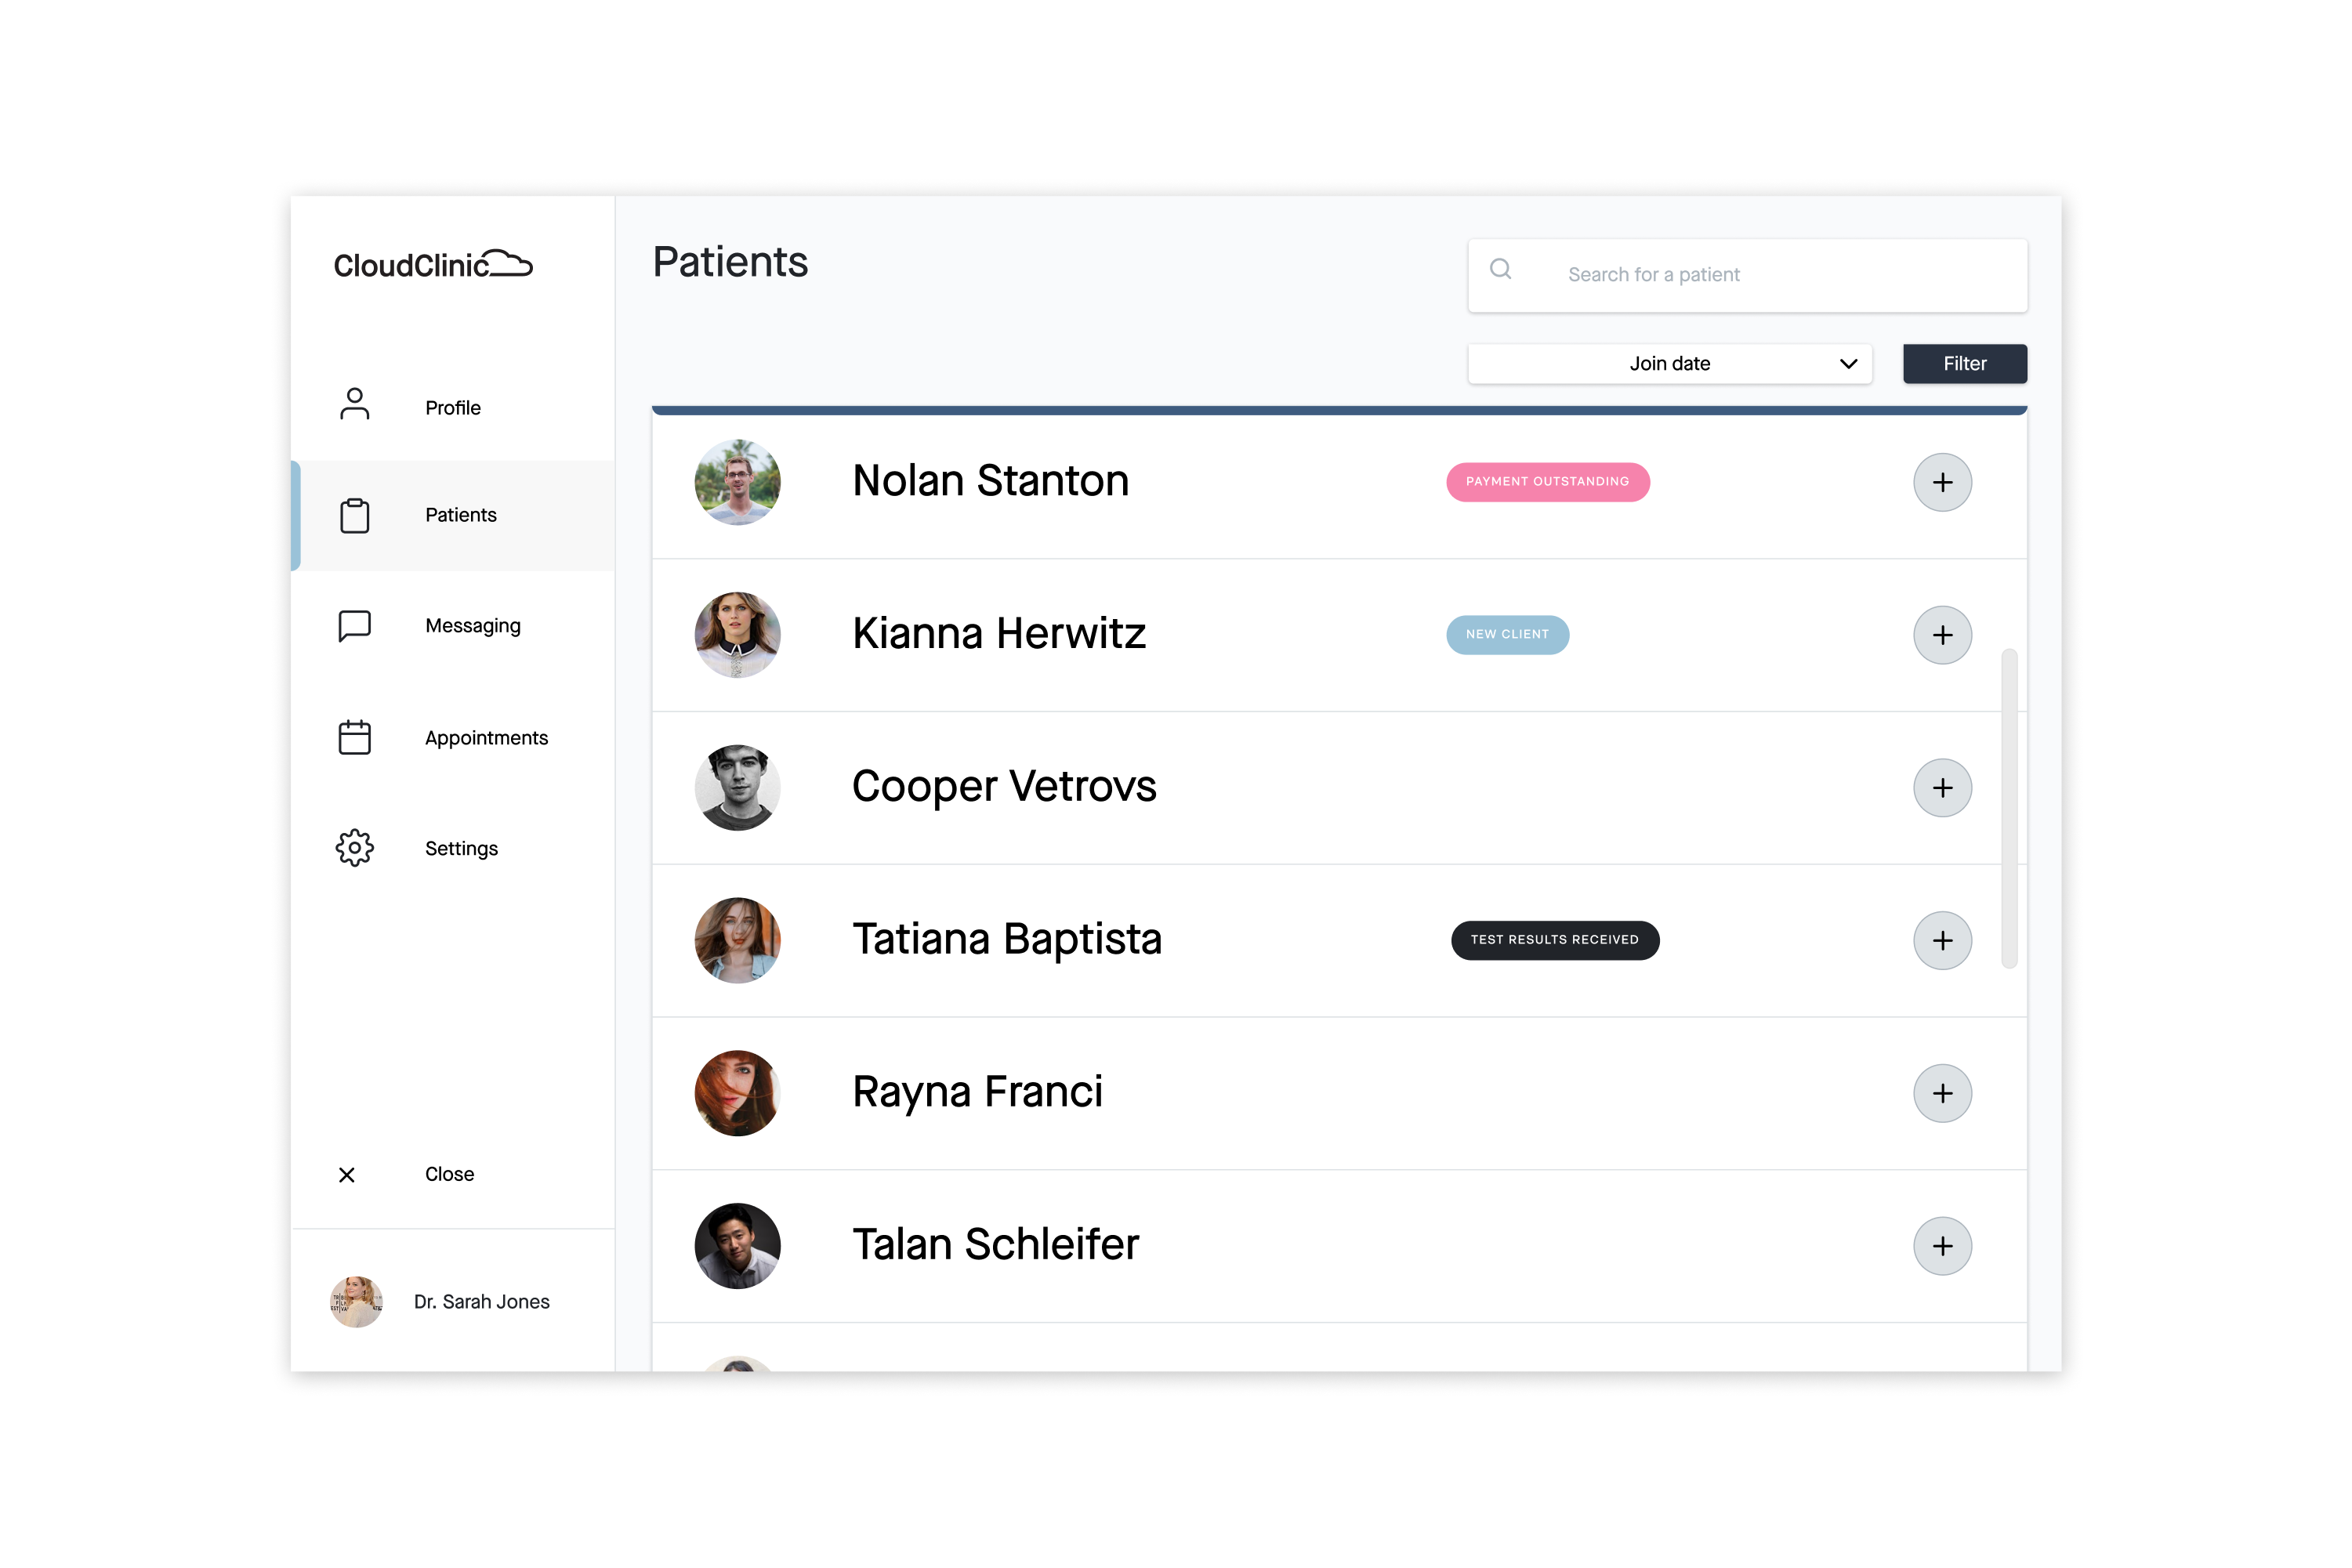 CloudClinic
Profile
Patients
Messaging
Appointments
Settings
Close
Dr. Sarah Jones
Patients
Search for a patient
Join date
Filter
Nolan Stanton
PAYMENT OUTSTANDING
Kianna Herwitz
NEW CLIENT
Cooper Vetrovs
Tatiana Baptista
TEST RESULTS RECEIVED
Rayna Franci
Talan Schleifer